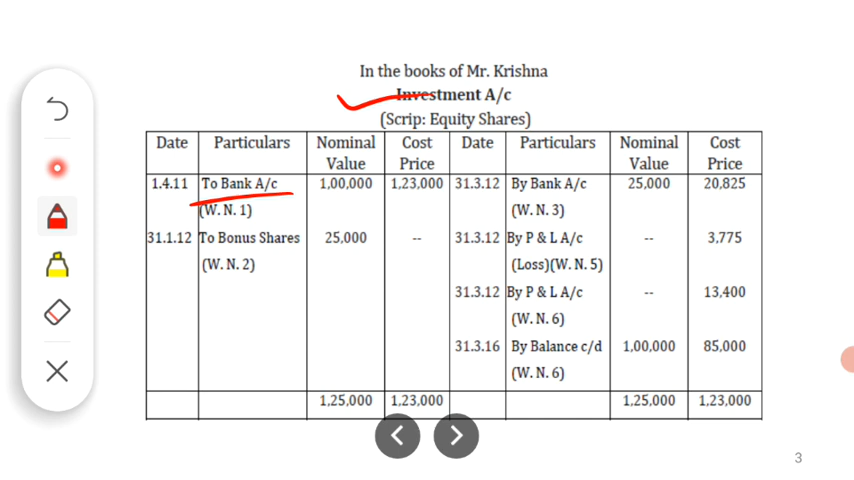 In the books of Mr. Krishna
Investment A/c
(Scrip: Equity Shares)
Date Particulars Nominal Value Cost Price Date Particulars Nominal Value Cost Price
1.4.11 To Bank A/c (W. N. 1) 1,00,000 1,23,000 31.3.12 By Bank A/c (W. N. 3) 25,000 20,825
31.1.12 To Bonus Shares (W. N. 2) 25,000 -- 31.3.12 By P & L A/c (Loss)(W. N. 5) -- 3,775
31.3.12 By P & L A/c (W. N. 6) -- 13,400
31.3.16 By Balance c/d (W. N. 6) 1,00,000 85,000
1,25,000 1,23,000 1,25,000 1,23,000
3